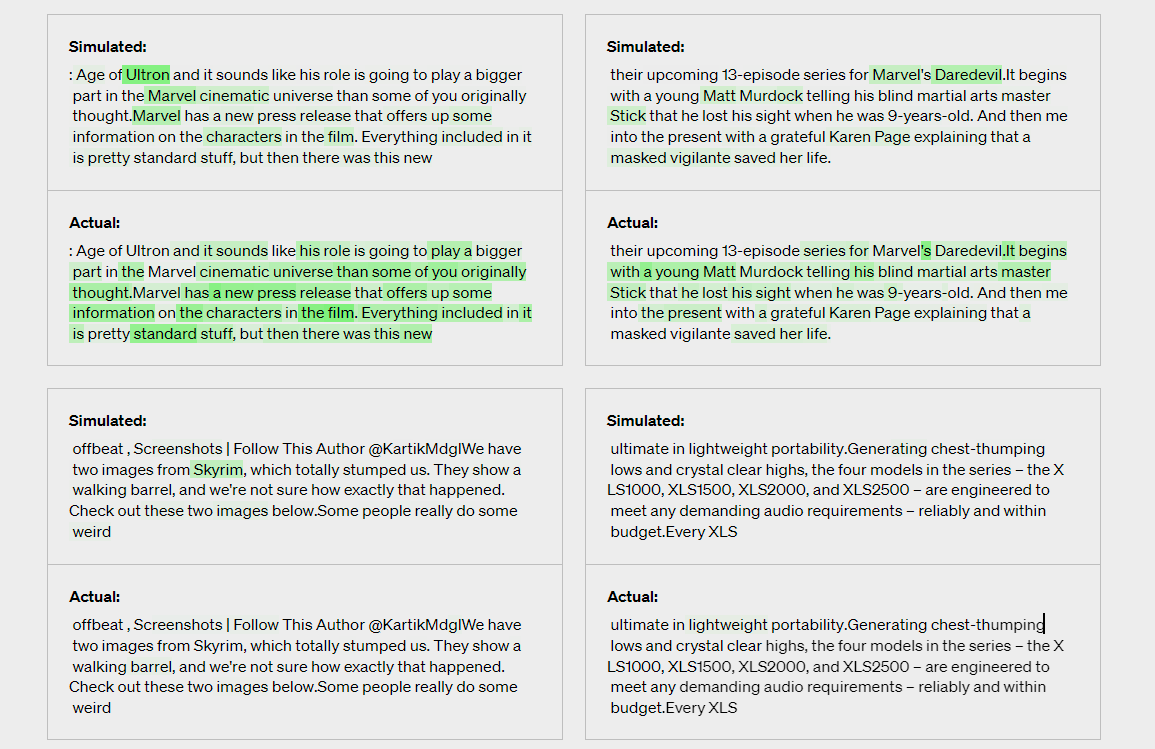 Simulated:
: Age of Ultron and it sounds like his role is going to play a bigger
part in the Marvel cinematic universe than some of you originally
thought.Marvel has a new press release that offers up some
information on the characters in the film. Everything included in it
is pretty standard stuff, but then there was this new
Actual:
: Age of Ultron and it sounds like his role is going to play a bigger
part in the Marvel cinematic universe than some of you originally
thought.Marvel has a new press release that offers up some
information on the characters in the film. Everything included in it
is pretty standard stuff, but then there was this new
Simulated:
their upcoming 13-episode series for Marvel's Daredevil.It begins
with a young Matt Murdock telling his blind martial arts master
Stick that he lost his sight when he was 9-years-old. And then me
into the present with a grateful Karen Page explaining that a
masked vigilante saved her life.
Actual:
their upcoming 13-episode series for Marvel's Daredevil.It begins
with a young Matt Murdock telling his blind martial arts master
Stick that he lost his sight when he was 9-years-old. And then me
into the present with a grateful Karen Page explaining that a
masked vigilante saved her life.
Simulated:
offbeat , Screenshots | Follow This Author @KartikMdglWe have
two images from Skyrim, which totally stumped us. They show a
walking barrel, and we're not sure how exactly that happened.
Check out these two images below.Some people really do some
weird
Actual:
offbeat , Screenshots | Follow This Author @KartikMdglWe have
two images from Skyrim, which totally stumped us. They show a
walking barrel, and we're not sure how exactly that happened.
Check out these two images below.Some people really do some
weird
Simulated:
ultimate in lightweight portability.Generating chest-thumping
lows and crystal clear highs, the four models in the series – the X
LS1000, XLS1500, XLS2000, and XLS2500 – are engineered to
meet any demanding audio requirements – reliably and within
budget.Every XLS
Actual:
ultimate in lightweight portability.Generating chest-thumping
lows and crystal clear highs, the four models in the series – the X
LS1000, XLS1500, XLS2000, and XLS2500 – are engineered to
meet any demanding audio requirements – reliably and within
budget.Every XLS